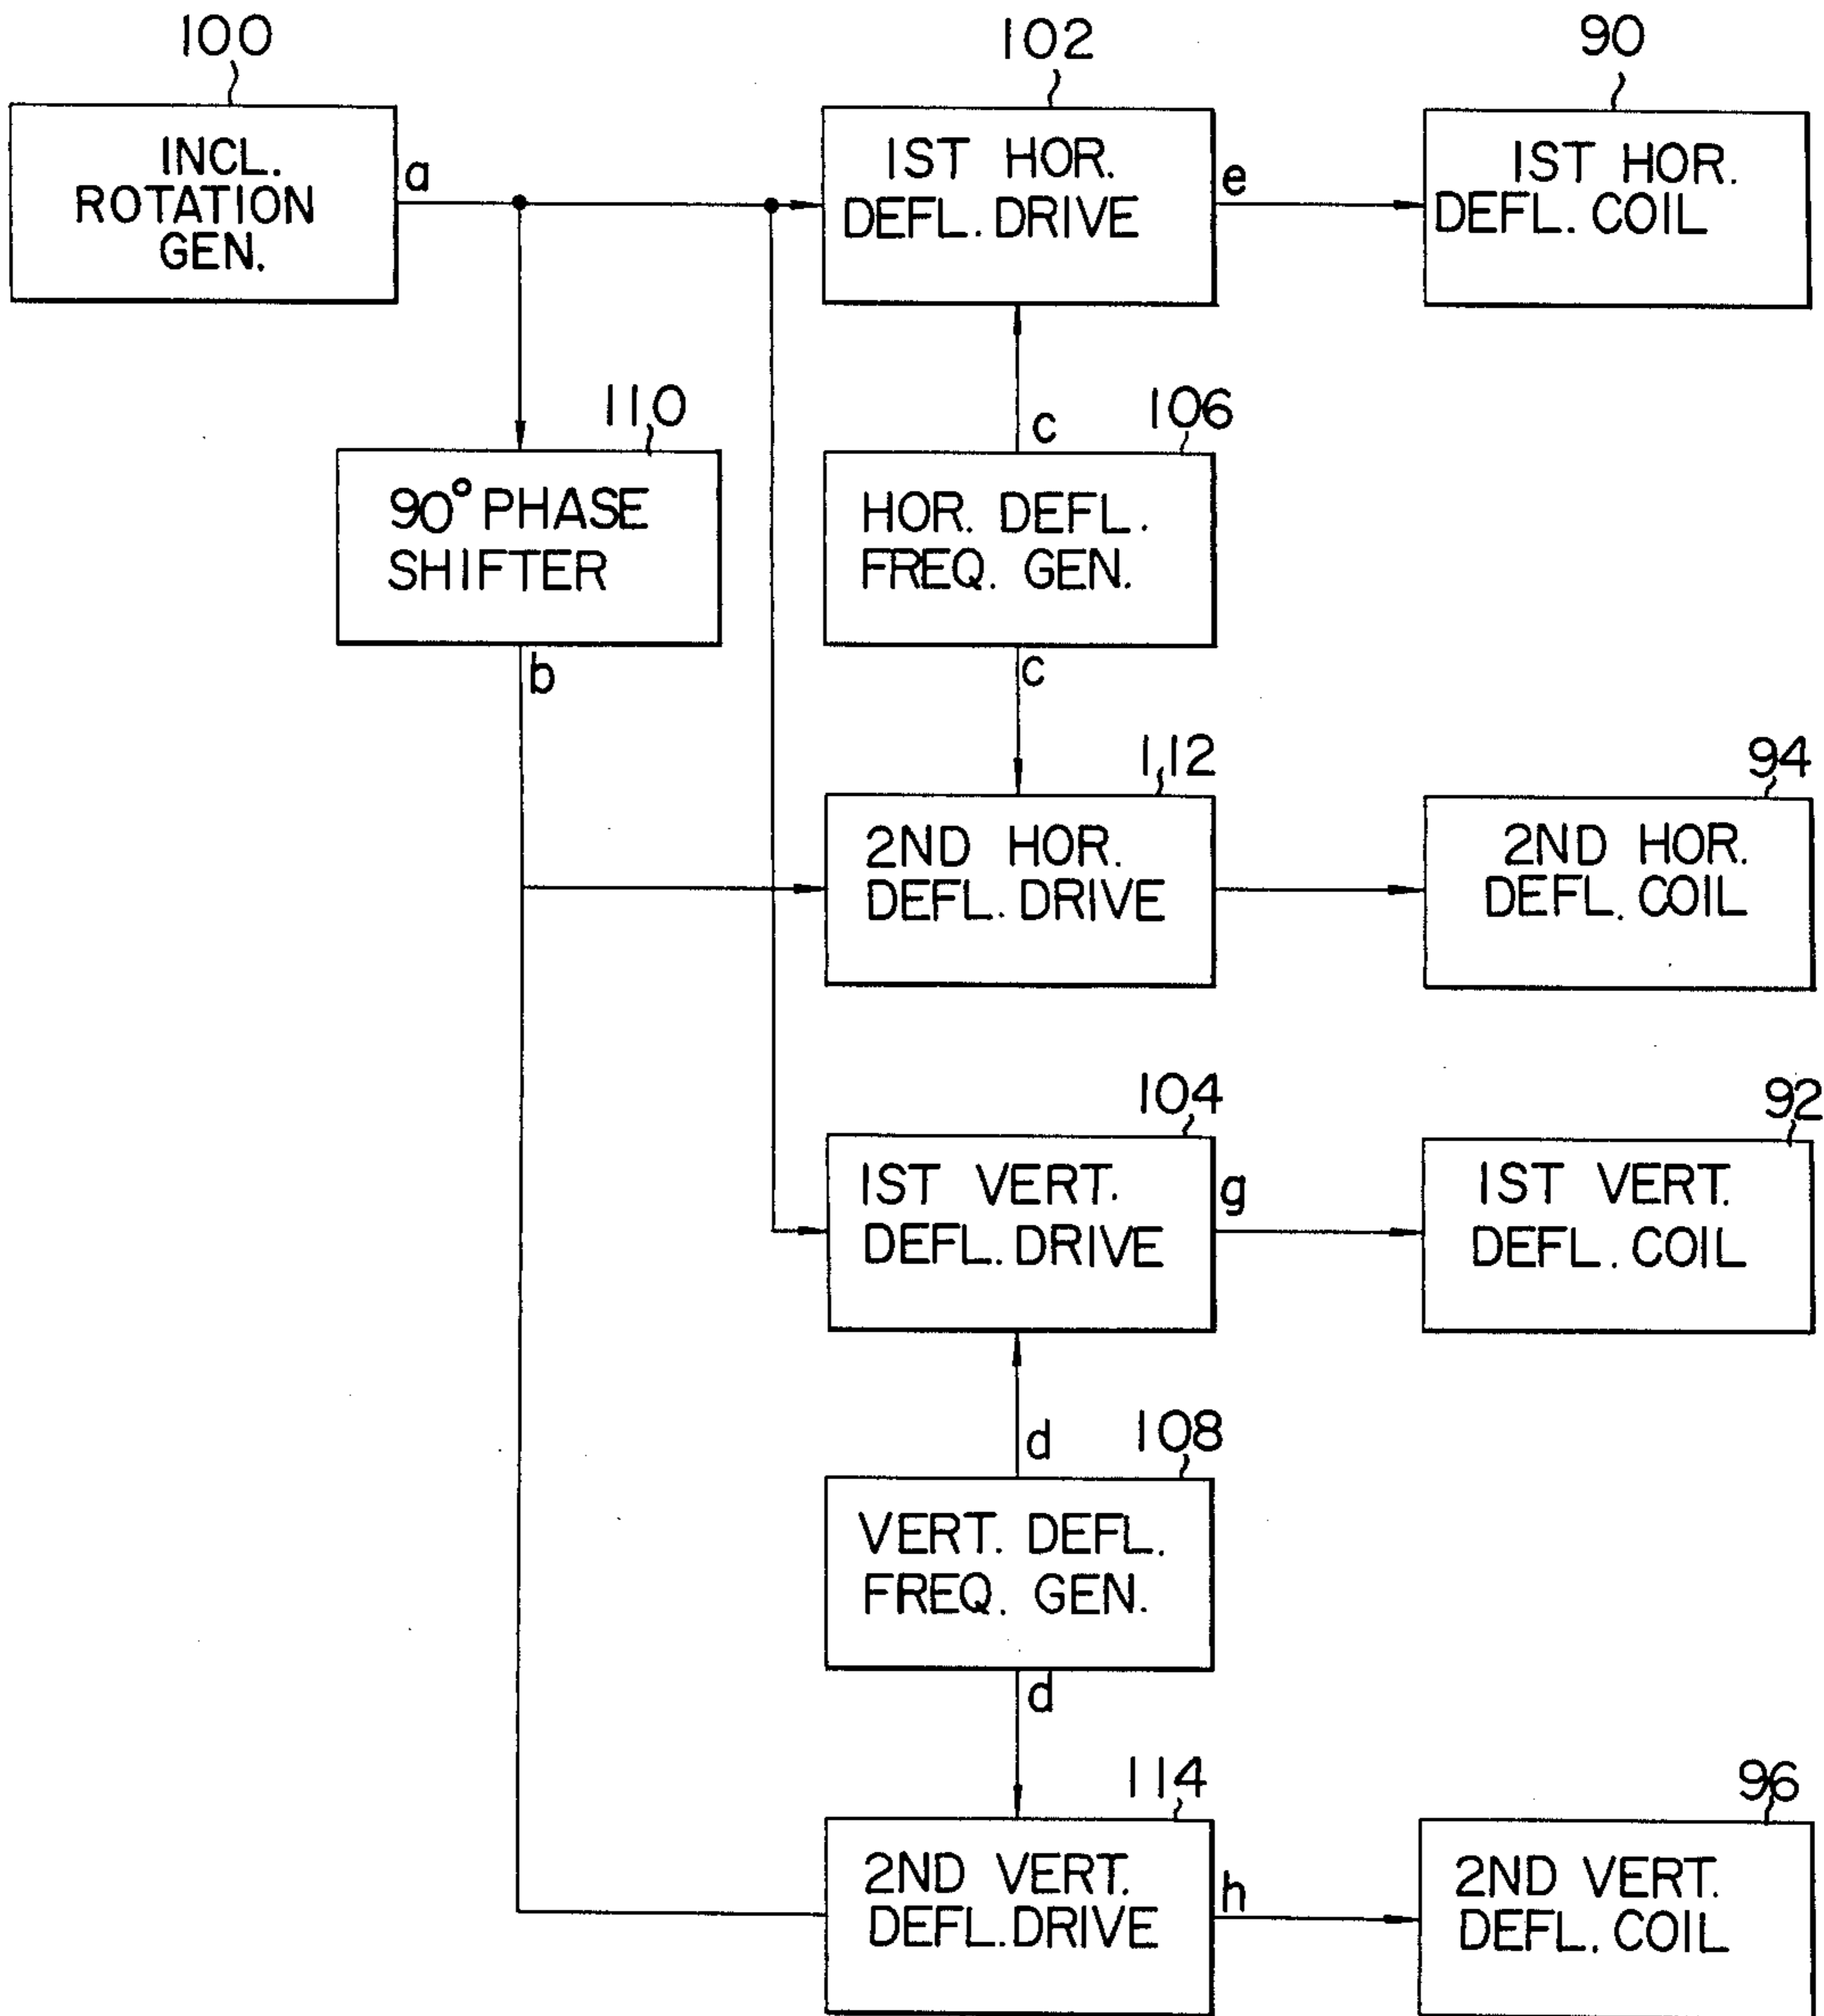 100
102
90
INCL.
ROTATION
GEN.
a
1ST HOR.
DEFL. DRIVE
e
1ST HOR.
DEFL. COIL
110
c
106
90° PHASE
SHIFTER
HOR. DEFL.
FREQ. GEN.
b
c
112
94
2ND HOR.
DEFL. DRIVE
2ND HOR.
DEFL. COIL
104
92
1ST VERT.
DEFL. DRIVE
g
1ST VERT.
DEFL. COIL
d
108
VERT. DEFL.
FREQ. GEN.
d
114
96
2ND VERT.
DEFL. DRIVE
h
2ND VERT.
DEFL. COIL